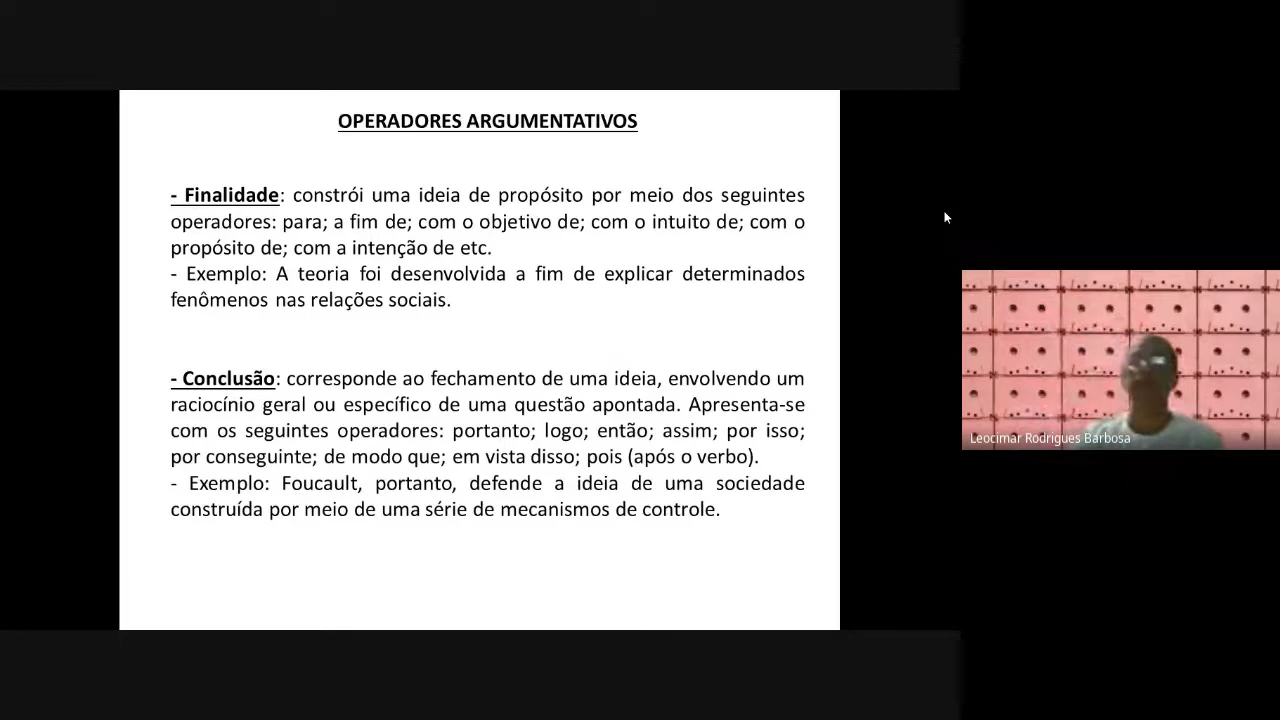 OPERADORES ARGUMENTATIVOS
- Finalidade: constrói uma ideia de propósito por meio dos seguintes
operadores: para; a fim de; com o objetivo de; com o intuito de; com o
propósito de; com a intenção de etc.
- Exemplo: A teoria foi desenvolvida a fim de explicar determinados
fenômenos nas relações sociais.
- Conclusão: corresponde ao fechamento de uma ideia, envolvendo um
raciocínio geral ou específico de uma questão apontada. Apresenta-se
com os seguintes operadores: portanto; logo; então; assim; por isso;
por conseguinte; de modo que; em vista disso; pois (após o verbo).
- Exemplo: Foucault, portanto, defende a ideia de uma sociedade
construída por meio de uma série de mecanismos de controle.
Leocimar Rodrigues Barbosa